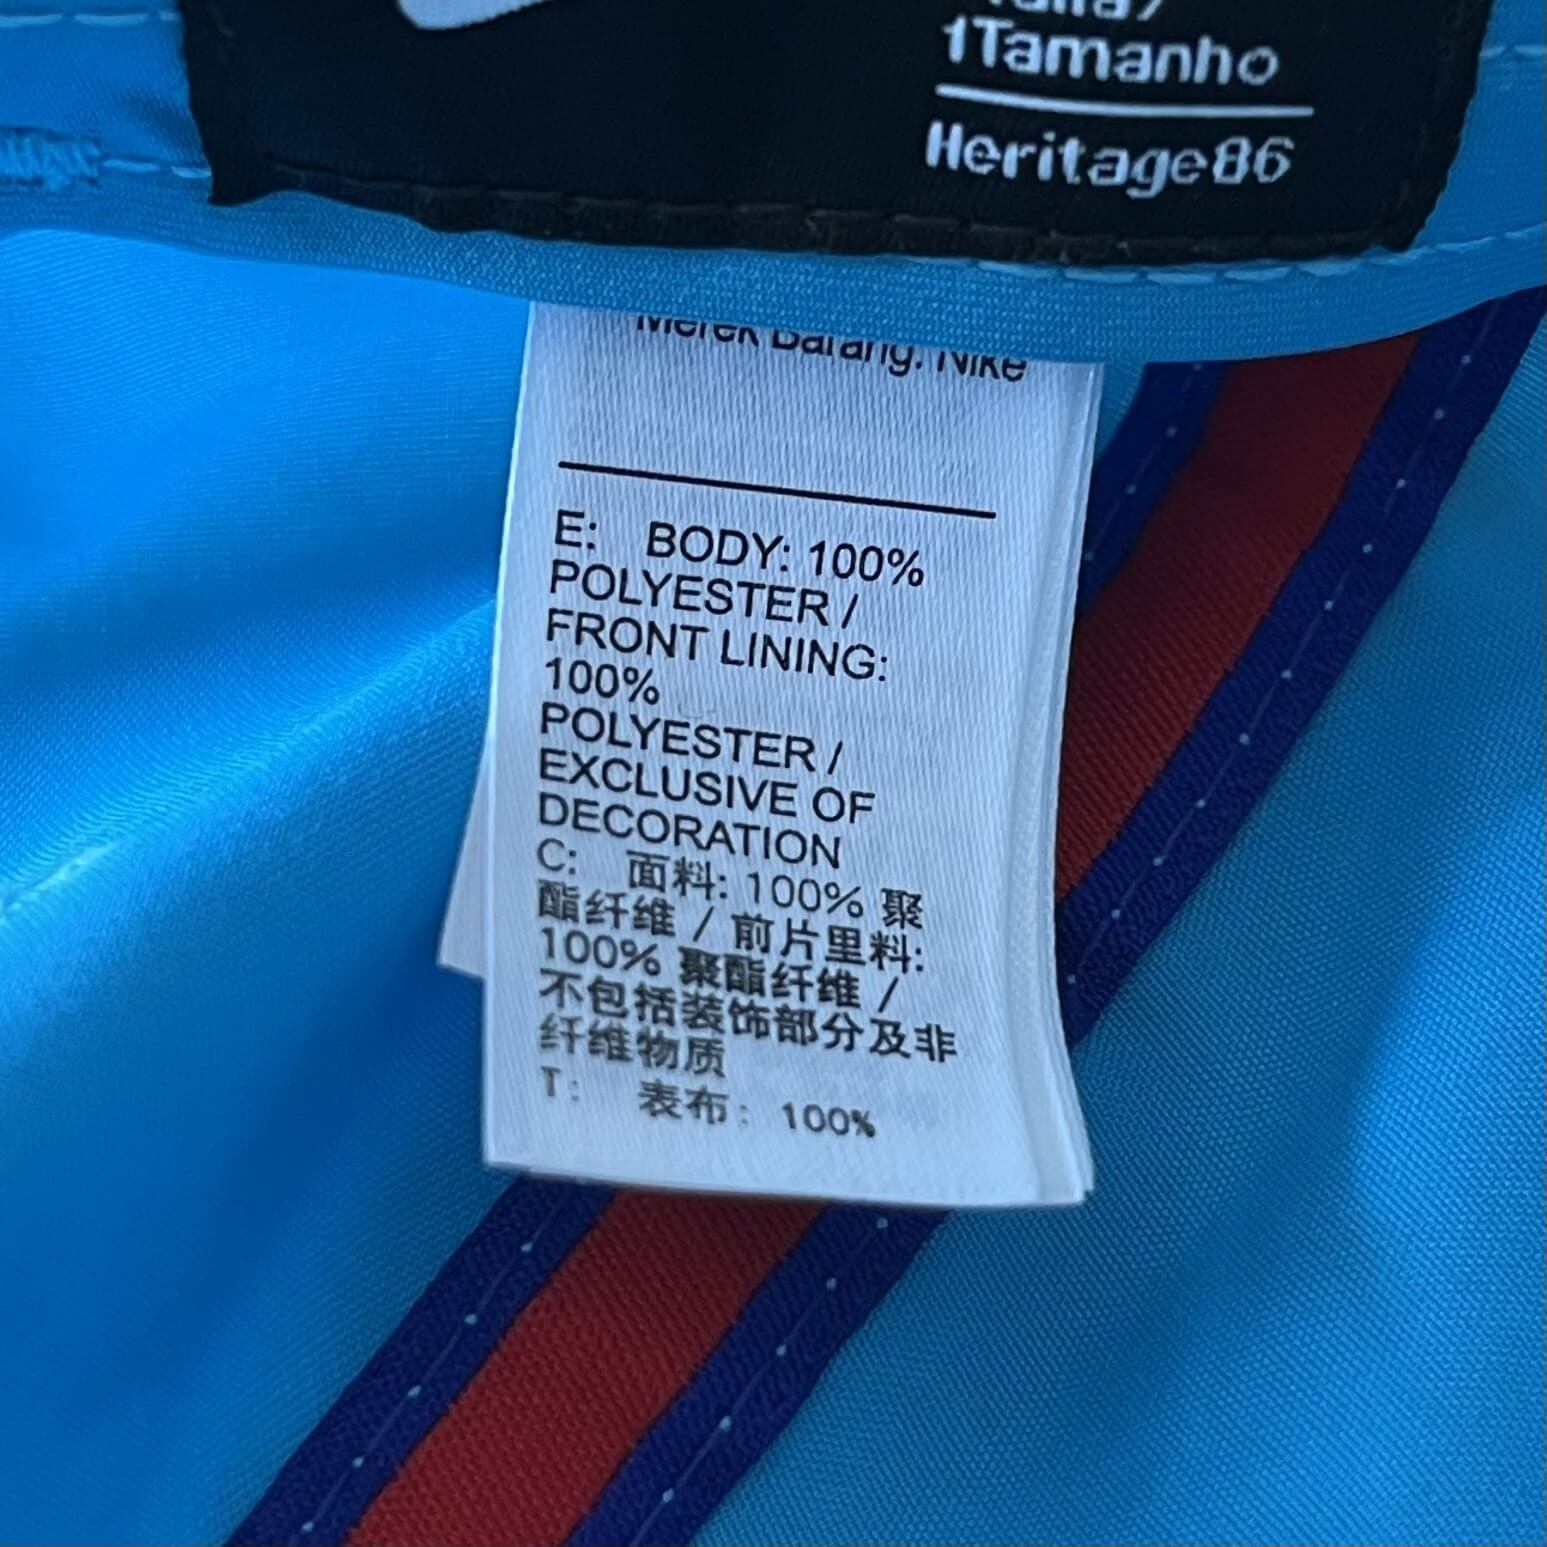 1Tamanho
Heritage86
Merek Barang: Nike
E: BODY: 100%
POLYESTER /
FRONT LINING:
100%
POLYESTER /
EXCLUSIVE OF
DECORATION
C: 面料: 100% 聚
酯纤维 / 前片里料:
100% 聚酯纤维 /
不包括装饰部分及非
纤维物质
T: 表布: 100%